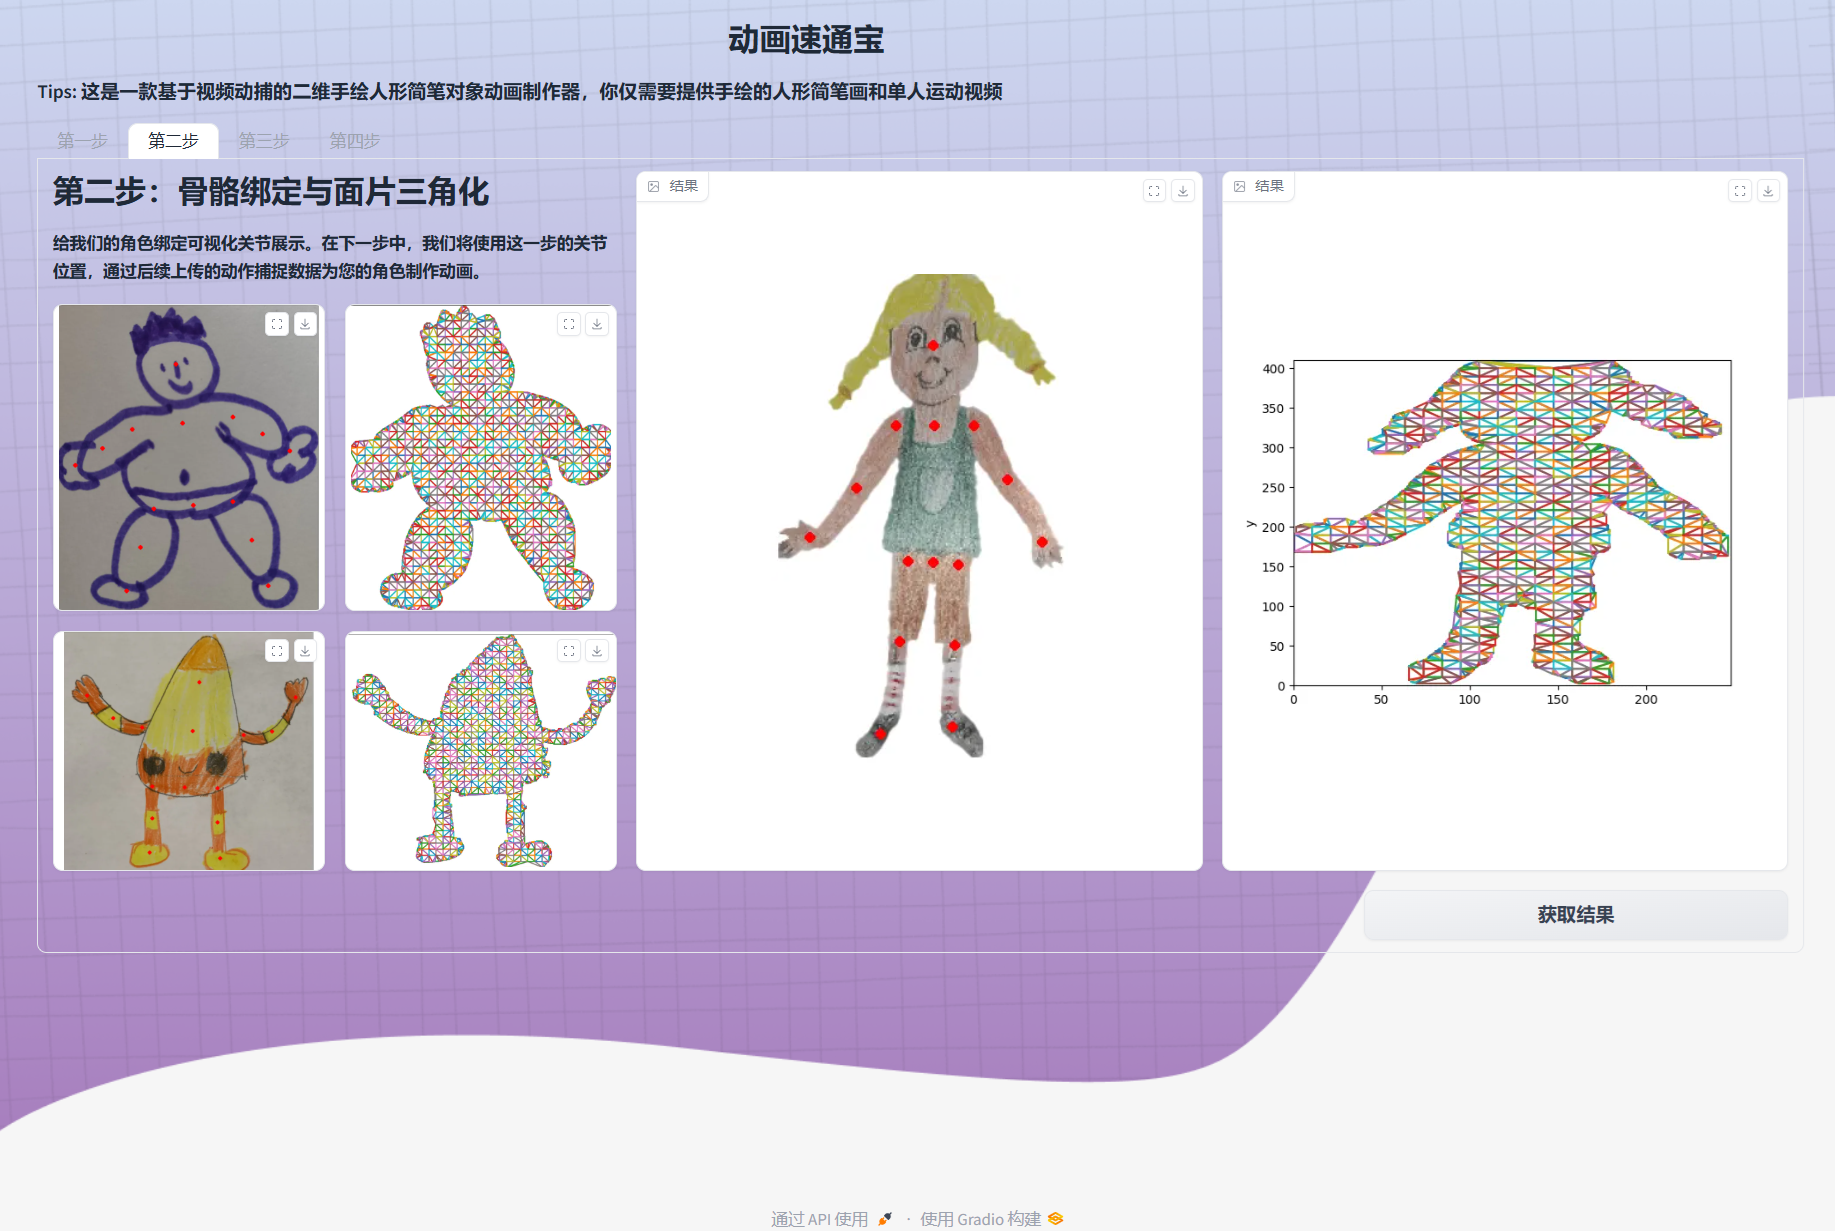 动画速通宝
Tips: 这是一款基于视频动捕的二维手绘人形简笔对象动画制作器，你仅需要提供手绘的人形简笔画和单人运动视频
第一步
第二步
第三步
第四步
第二步：骨骼绑定与面片三角化
给我们的角色绑定可视化关节展示。在下一步中，我们将使用这一步的关节
位置，通过后续上传的动作捕捉数据为您的角色制作动画。
结果
结果
400
350
300
250
200
150
100
50
0
y
0
50
100
150
200
获取结果
通过 API 使用 · 使用 Gradio 构建